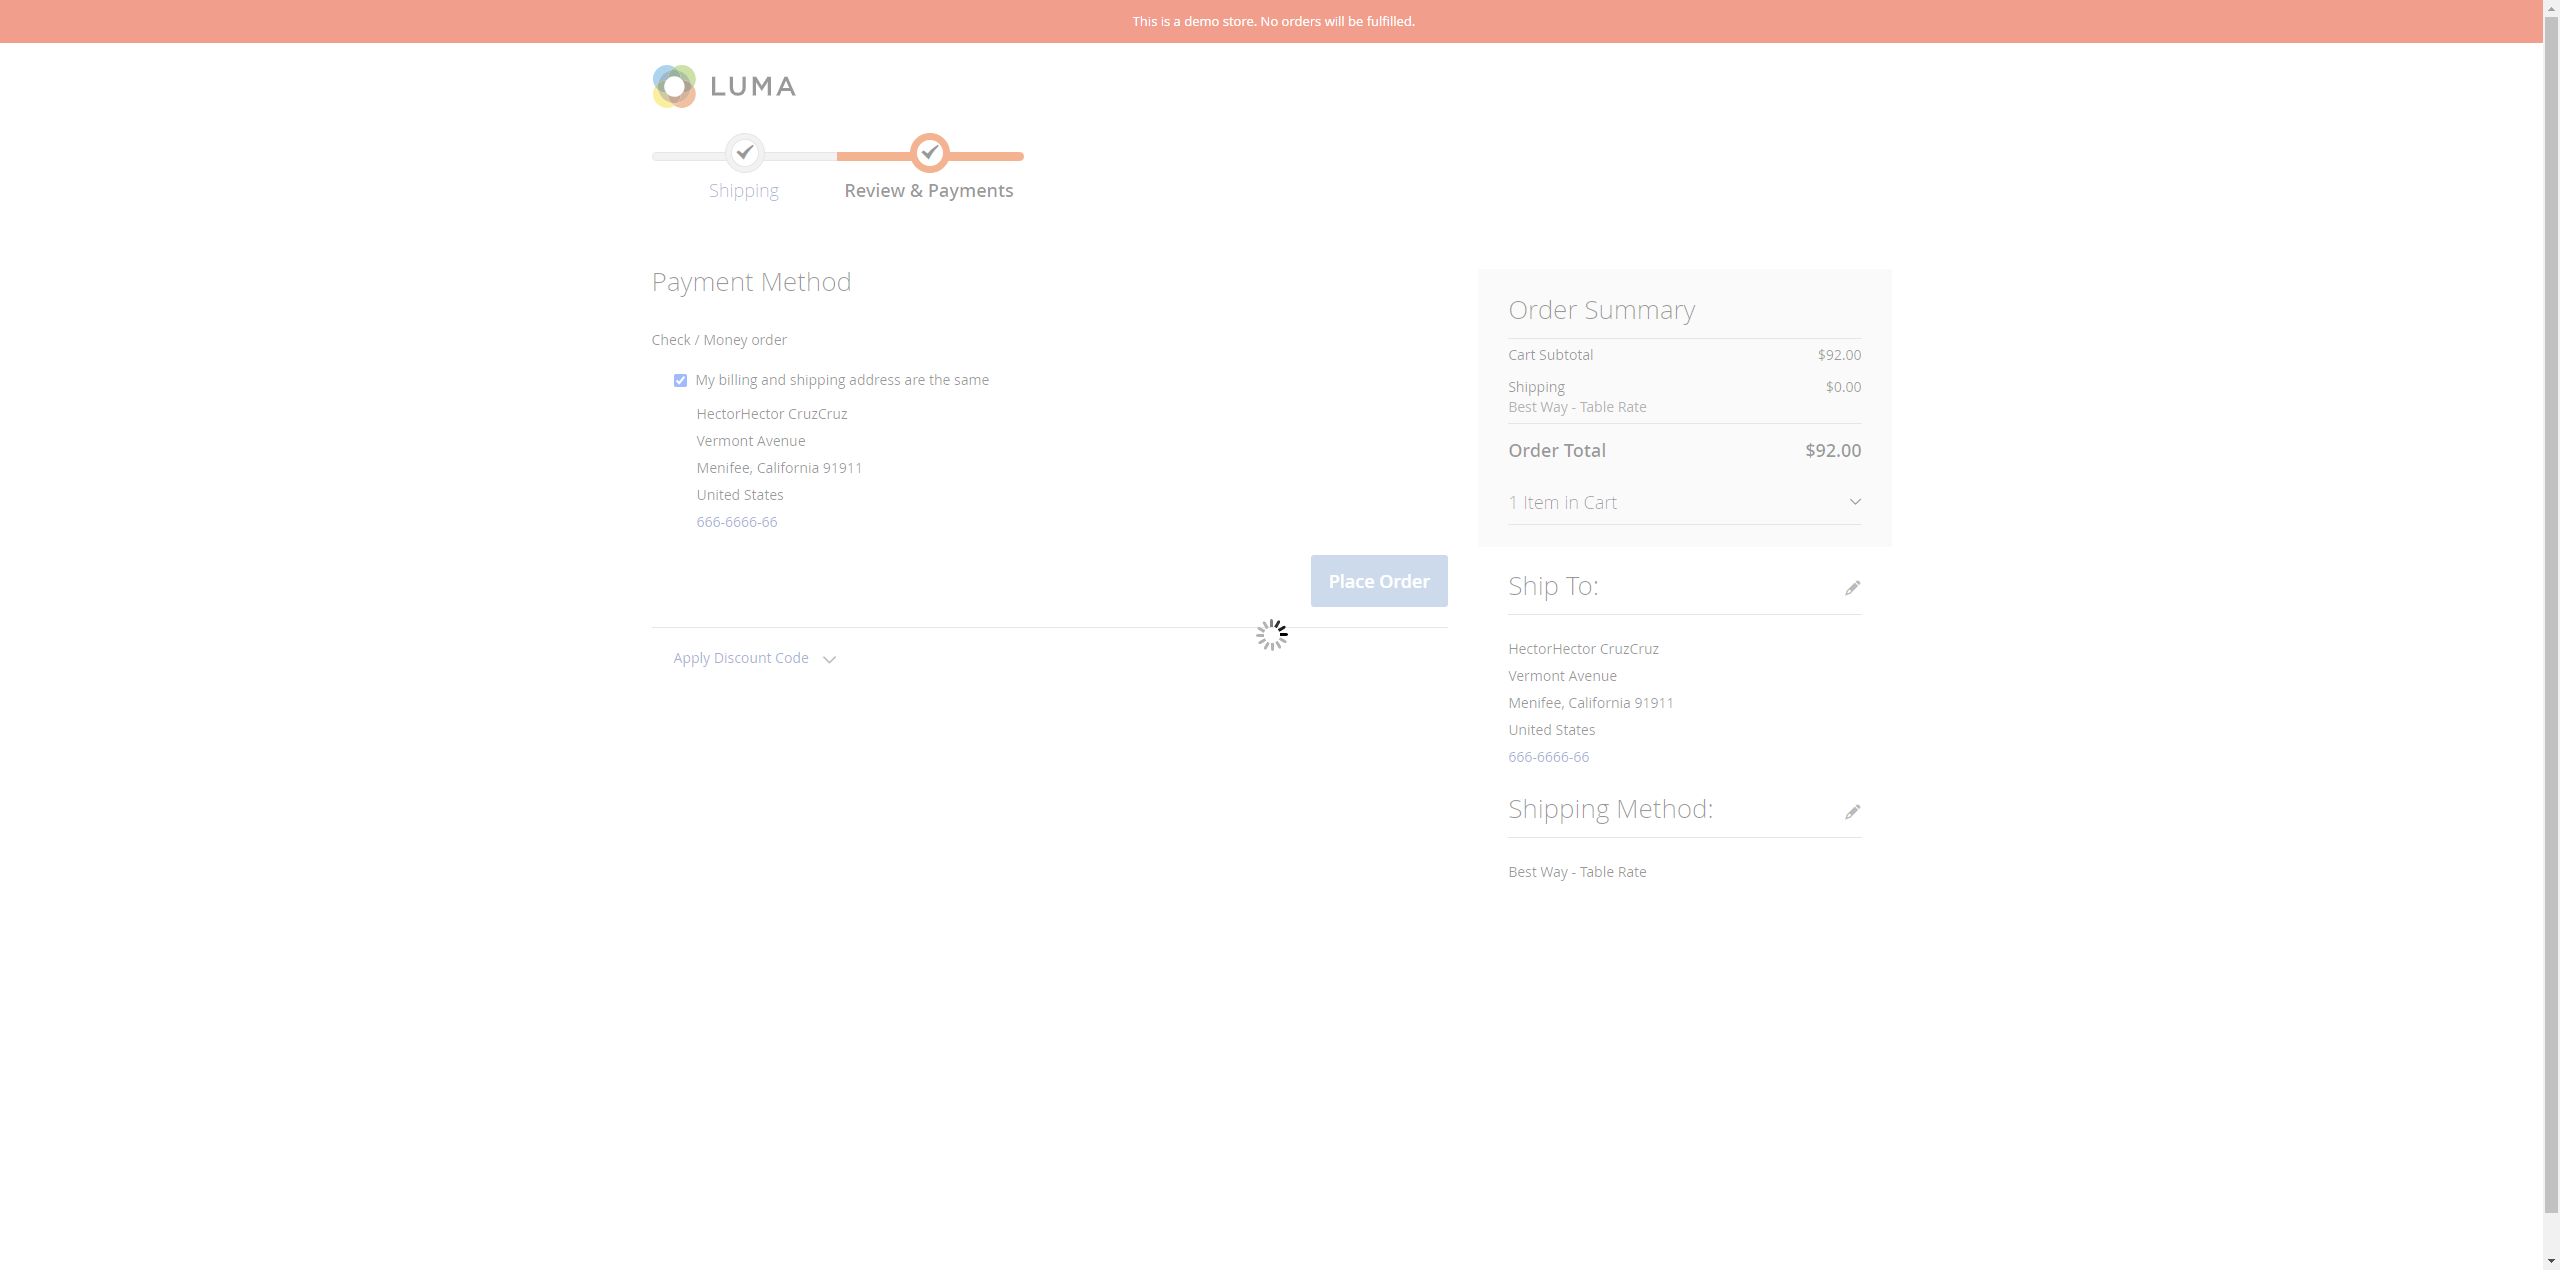 This is a demo store. No orders will be fulfilled.
LUMA
Shipping
Review & Payments
Payment Method
Check / Money order
My billing and shipping address are the same
HectorHector CruzCruz
Vermont Avenue
Menifee, California 91911
United States
666-6666-66
Place Order
Apply Discount Code
Order Summary
Cart Subtotal $92.00
Shipping $0.00
Best Way - Table Rate
Order Total $92.00
1 Item in Cart
Ship To:
HectorHector CruzCruz
Vermont Avenue
Menifee, California 91911
United States
666-6666-66
Shipping Method:
Best Way - Table Rate